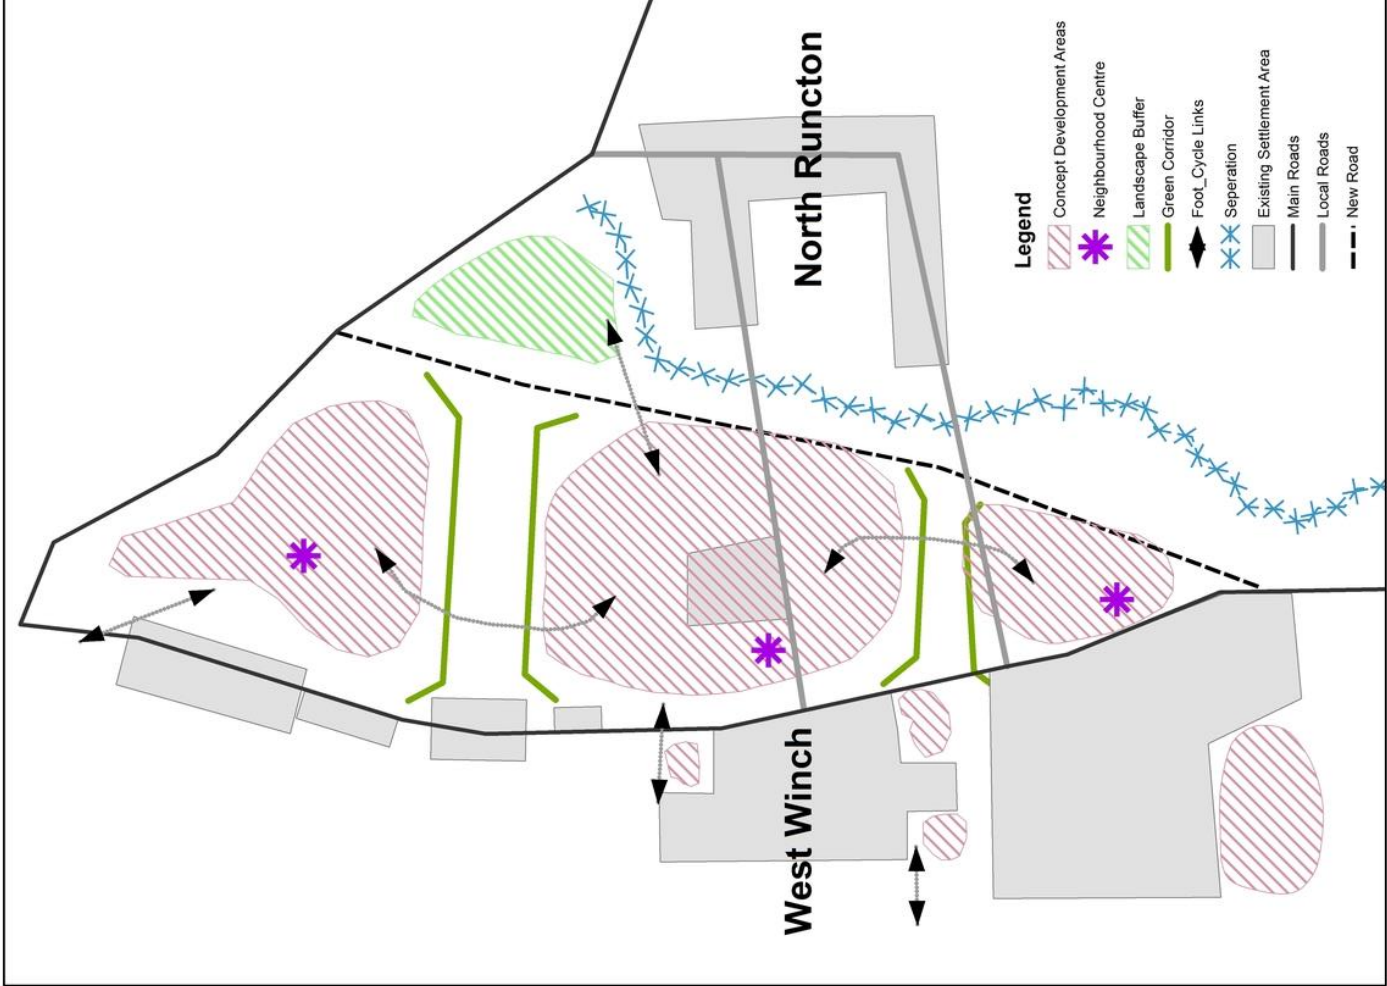 North Runcton
West Winch
Legend
Concept Development Areas
Neighbourhood Centre
Landscape Buffer
Green Corridor
Foot_Cycle Links
Seperation
Existing Settlement Area
Main Roads
Local Roads
New Road